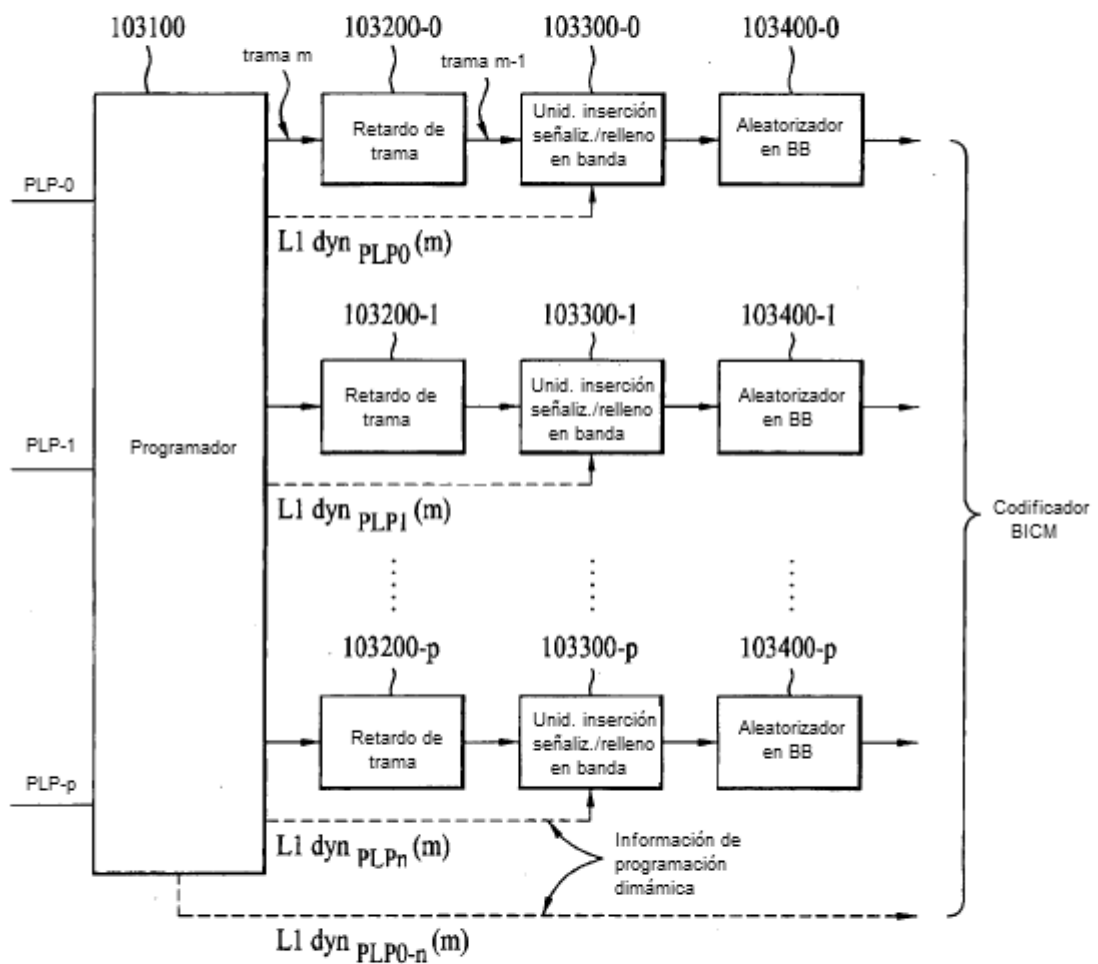 103100
103200-0
103300-0
103400-0
trama m
trama m-1
Retardo de
trama
Unid. inserción
señaliz./relleno
en banda
Aleatorizador
en BB
PLP-0
L1 dyn PLP0 (m)
103200-1
103300-1
103400-1
Retardo de
trama
Unid. inserción
señaliz./relleno
en banda
Aleatorizador
en BB
PLP-1
Programador
L1 dyn PLP1 (m)
Codificador
BICM
103200-p
103300-p
103400-p
Retardo de
trama
Unid. inserción
señaliz./relleno
en banda
Aleatorizador
en BB
PLP-p
L1 dyn PLPn (m)
Información de
programación
dimámica
L1 dyn PLP0-n (m)